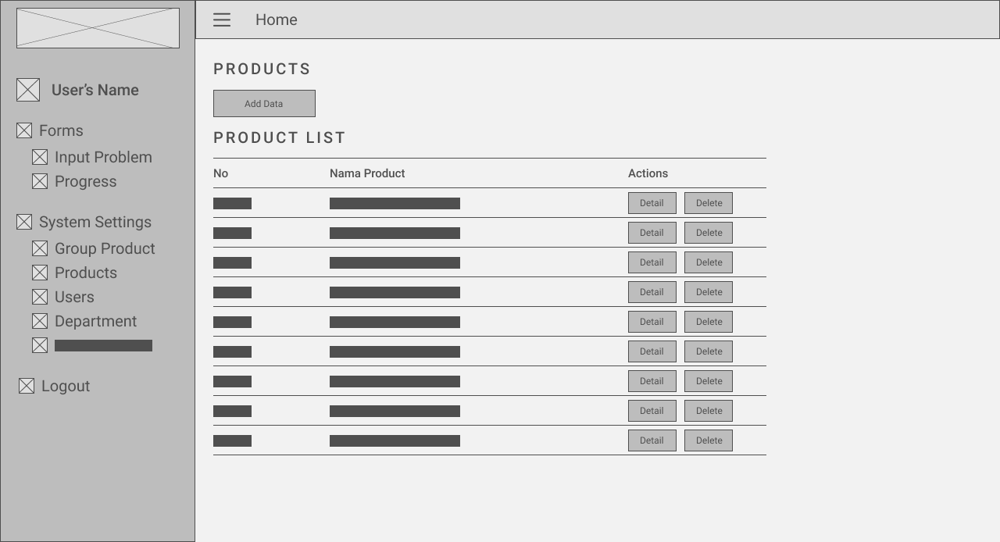 Home
User's Name
Forms
Input Problem
Progress
System Settings
Group Product
Products
Users
Department
Logout
PRODUCTS
Add Data
PRODUCT LIST
No Nama Product Actions
Detail Delete
Detail Delete
Detail Delete
Detail Delete
Detail Delete
Detail Delete
Detail Delete
Detail Delete
Detail Delete